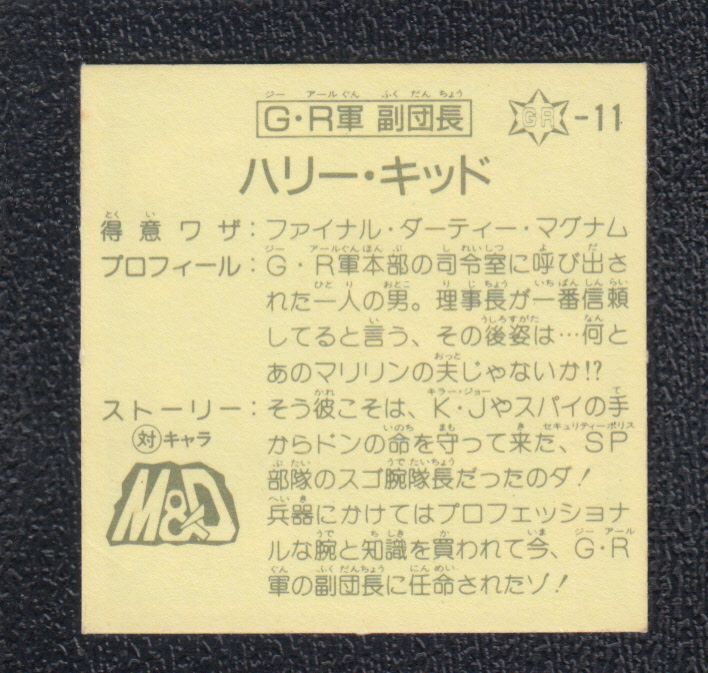 G・R軍 副団長 GR-11
ハリー・キッド
得意ワザ:ファイナル・ダーティー・マグナム
プロフィール:G・R軍本部の司令室に呼び出さ
れた一人の男。理事長が一番信頼
してると言う、その後姿は…何と
あのマリリンの夫じゃないか!?
ストーリー:そう彼こそは、K・Jやスパイの手
対キャラ からドンの命を守って来た、SP
M&D 部隊のスゴ腕隊長だったのダ!
兵器にかけてはプロフェッショナ
ルな腕と知識を買われて今、G・R
軍の副団長に任命されたゾ!